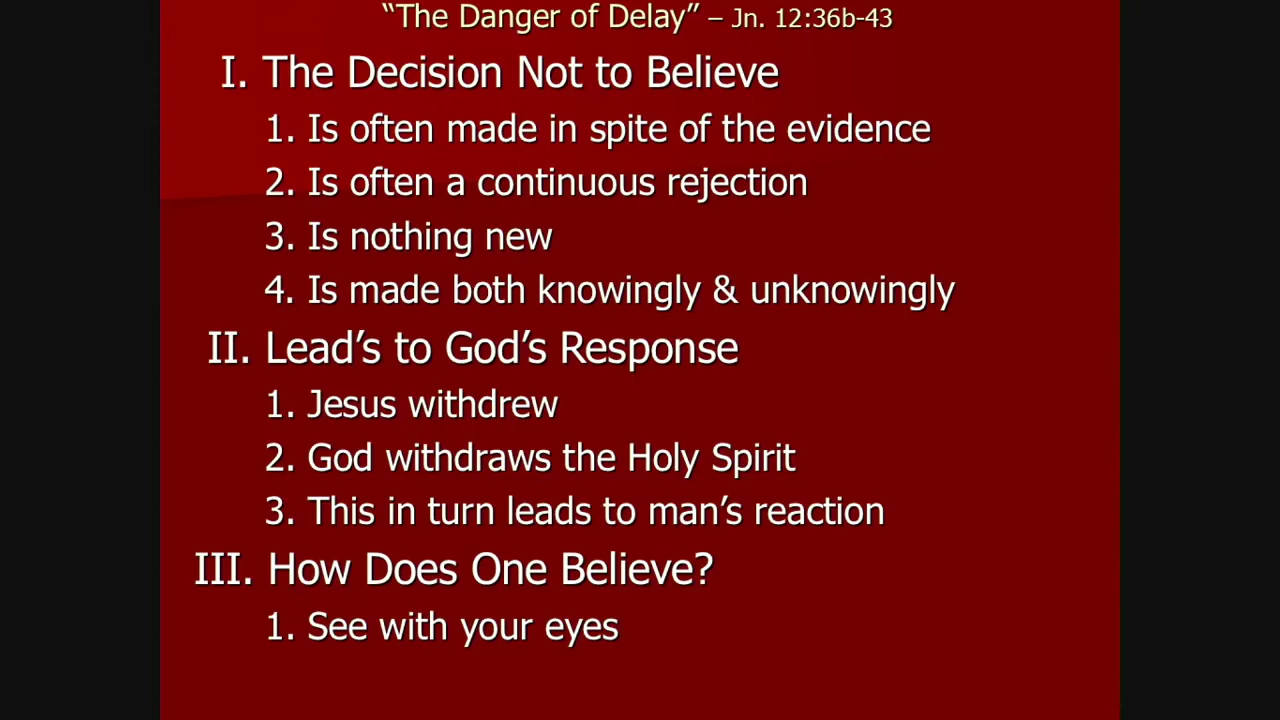 “The Danger of Delay” – Jn. 12:36b-43
I. The Decision Not to Believe
1. Is often made in spite of the evidence
2. Is often a continuous rejection
3. Is nothing new
4. Is made both knowingly & unknowingly
II. Lead’s to God’s Response
1. Jesus withdrew
2. God withdraws the Holy Spirit
3. This in turn leads to man’s reaction
III. How Does One Believe?
1. See with your eyes